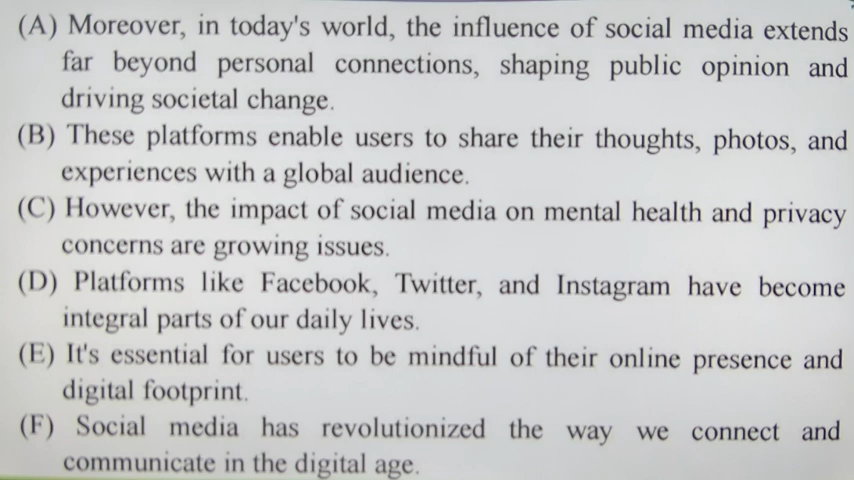 (A) Moreover, in today's world, the influence of social media extends
far beyond personal connections, shaping public opinion and
driving societal change.
(B) These platforms enable users to share their thoughts, photos, and
experiences with a global audience.
(C) However, the impact of social media on mental health and privacy
concerns are growing issues.
(D) Platforms like Facebook, Twitter, and Instagram have become
integral parts of our daily lives.
(E) It's essential for users to be mindful of their online presence and
digital footprint.
(F) Social media has revolutionized the way we connect and
communicate in the digital age.